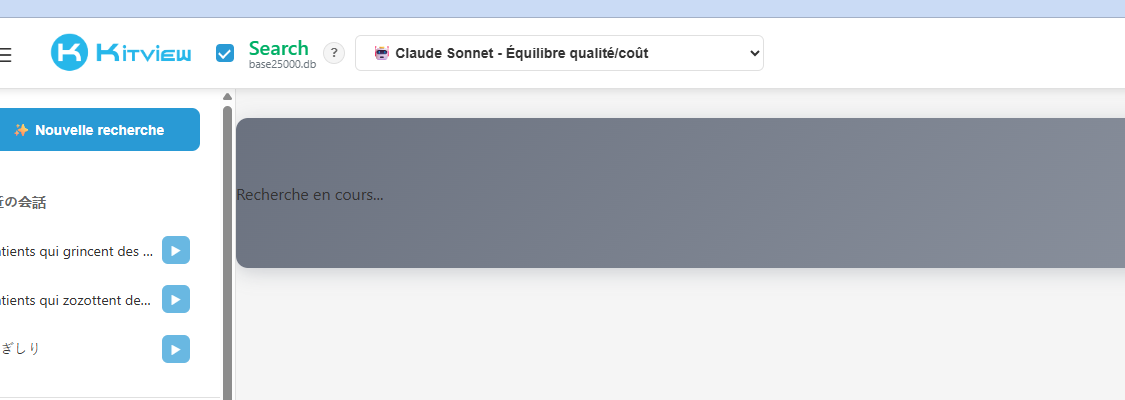 KITVIEW
Search
base25000.db
?
Claude Sonnet - Équilibre qualité/coût
Nouvelle recherche
の会話
tients qui grincent des ...
tients qui zozottent de...
ぎしり
Recherche en cours...